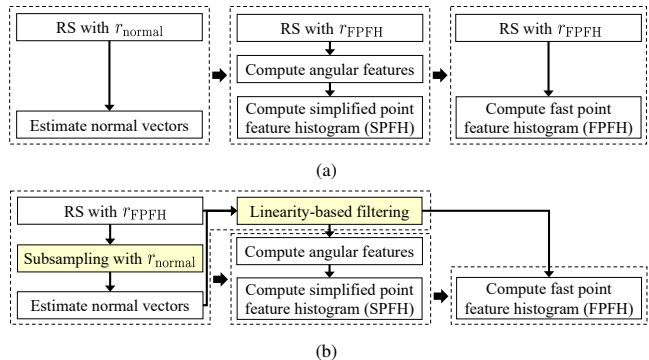 RS with r_normal
Estimate normal vectors
RS with r_FPFH
Compute angular features
Compute simplified point
feature histogram (SPFH)
RS with r_FPFH
Compute fast point
feature histogram (FPFH)
(a)
RS with r_FPFH
Subsampling with r_normal
Estimate normal vectors
Linearity-based filtering
Compute angular features
Compute simplified point
feature histogram (SPFH)
Compute fast point
feature histogram (FPFH)
(b)